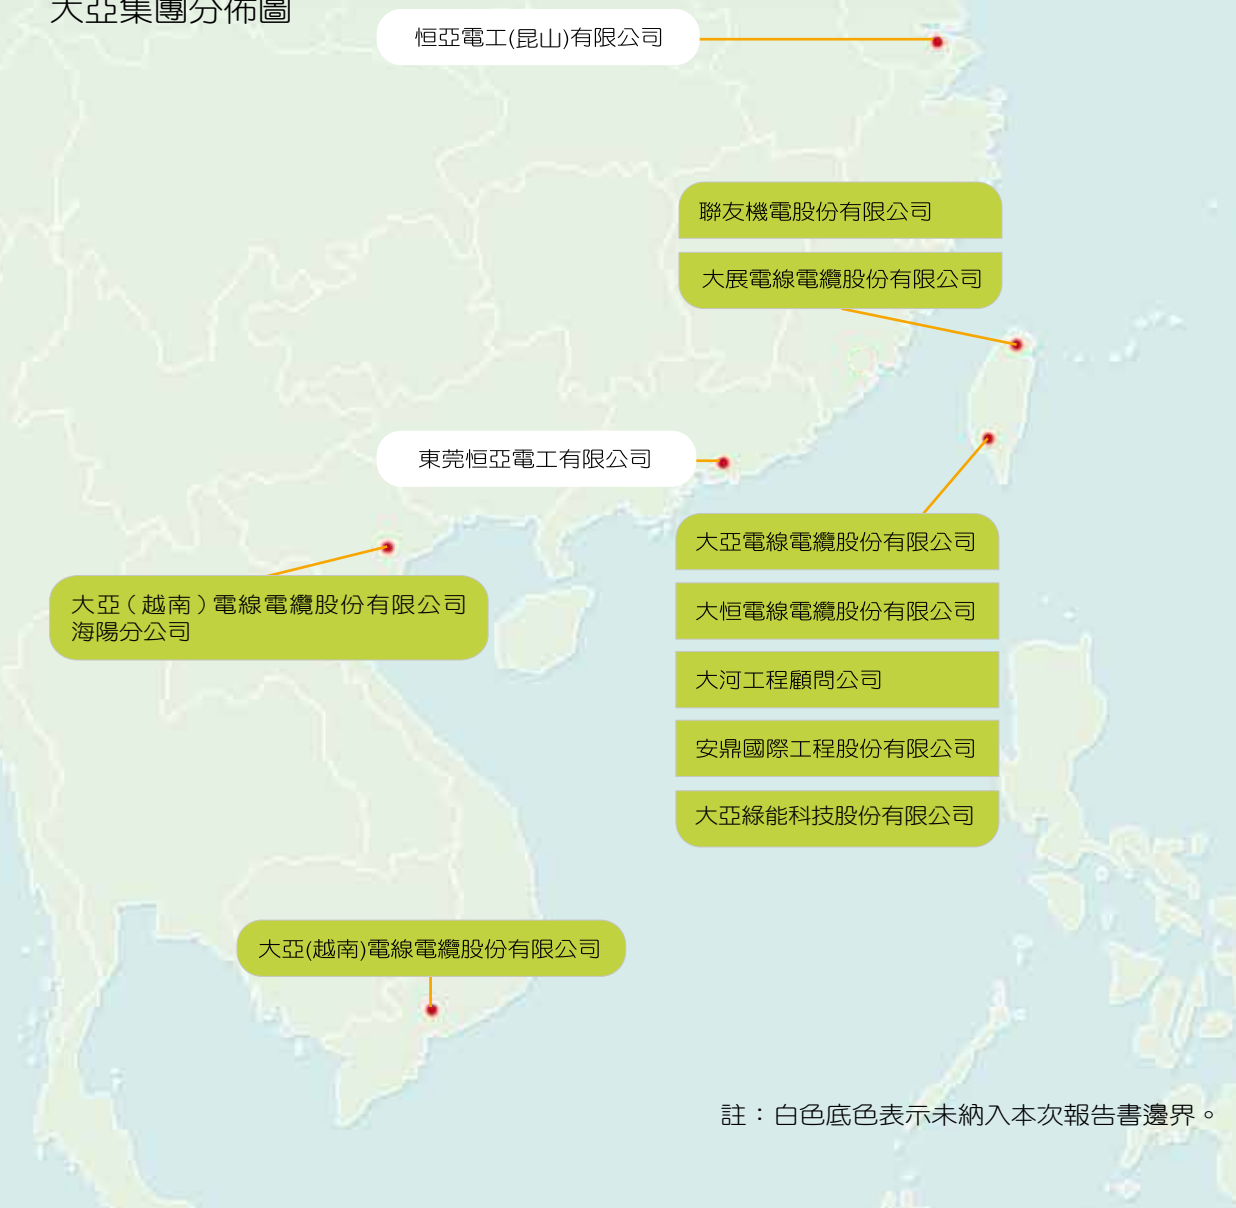 大亞集團分佈圖
恒亞電工(昆山)有限公司
聯友機電股份有限公司
大展電線電纜股份有限公司
東莞恒亞電工有限公司
大亞電線電纜股份有限公司
大恒電線電纜股份有限公司
大河工程顧問公司
安鼎國際工程股份有限公司
大亞綠能科技股份有限公司
大亞（越南）電線電纜股份有限公司
海陽分公司
大亞(越南)電線電纜股份有限公司
註：白色底色表示未納入本次報告書邊界。